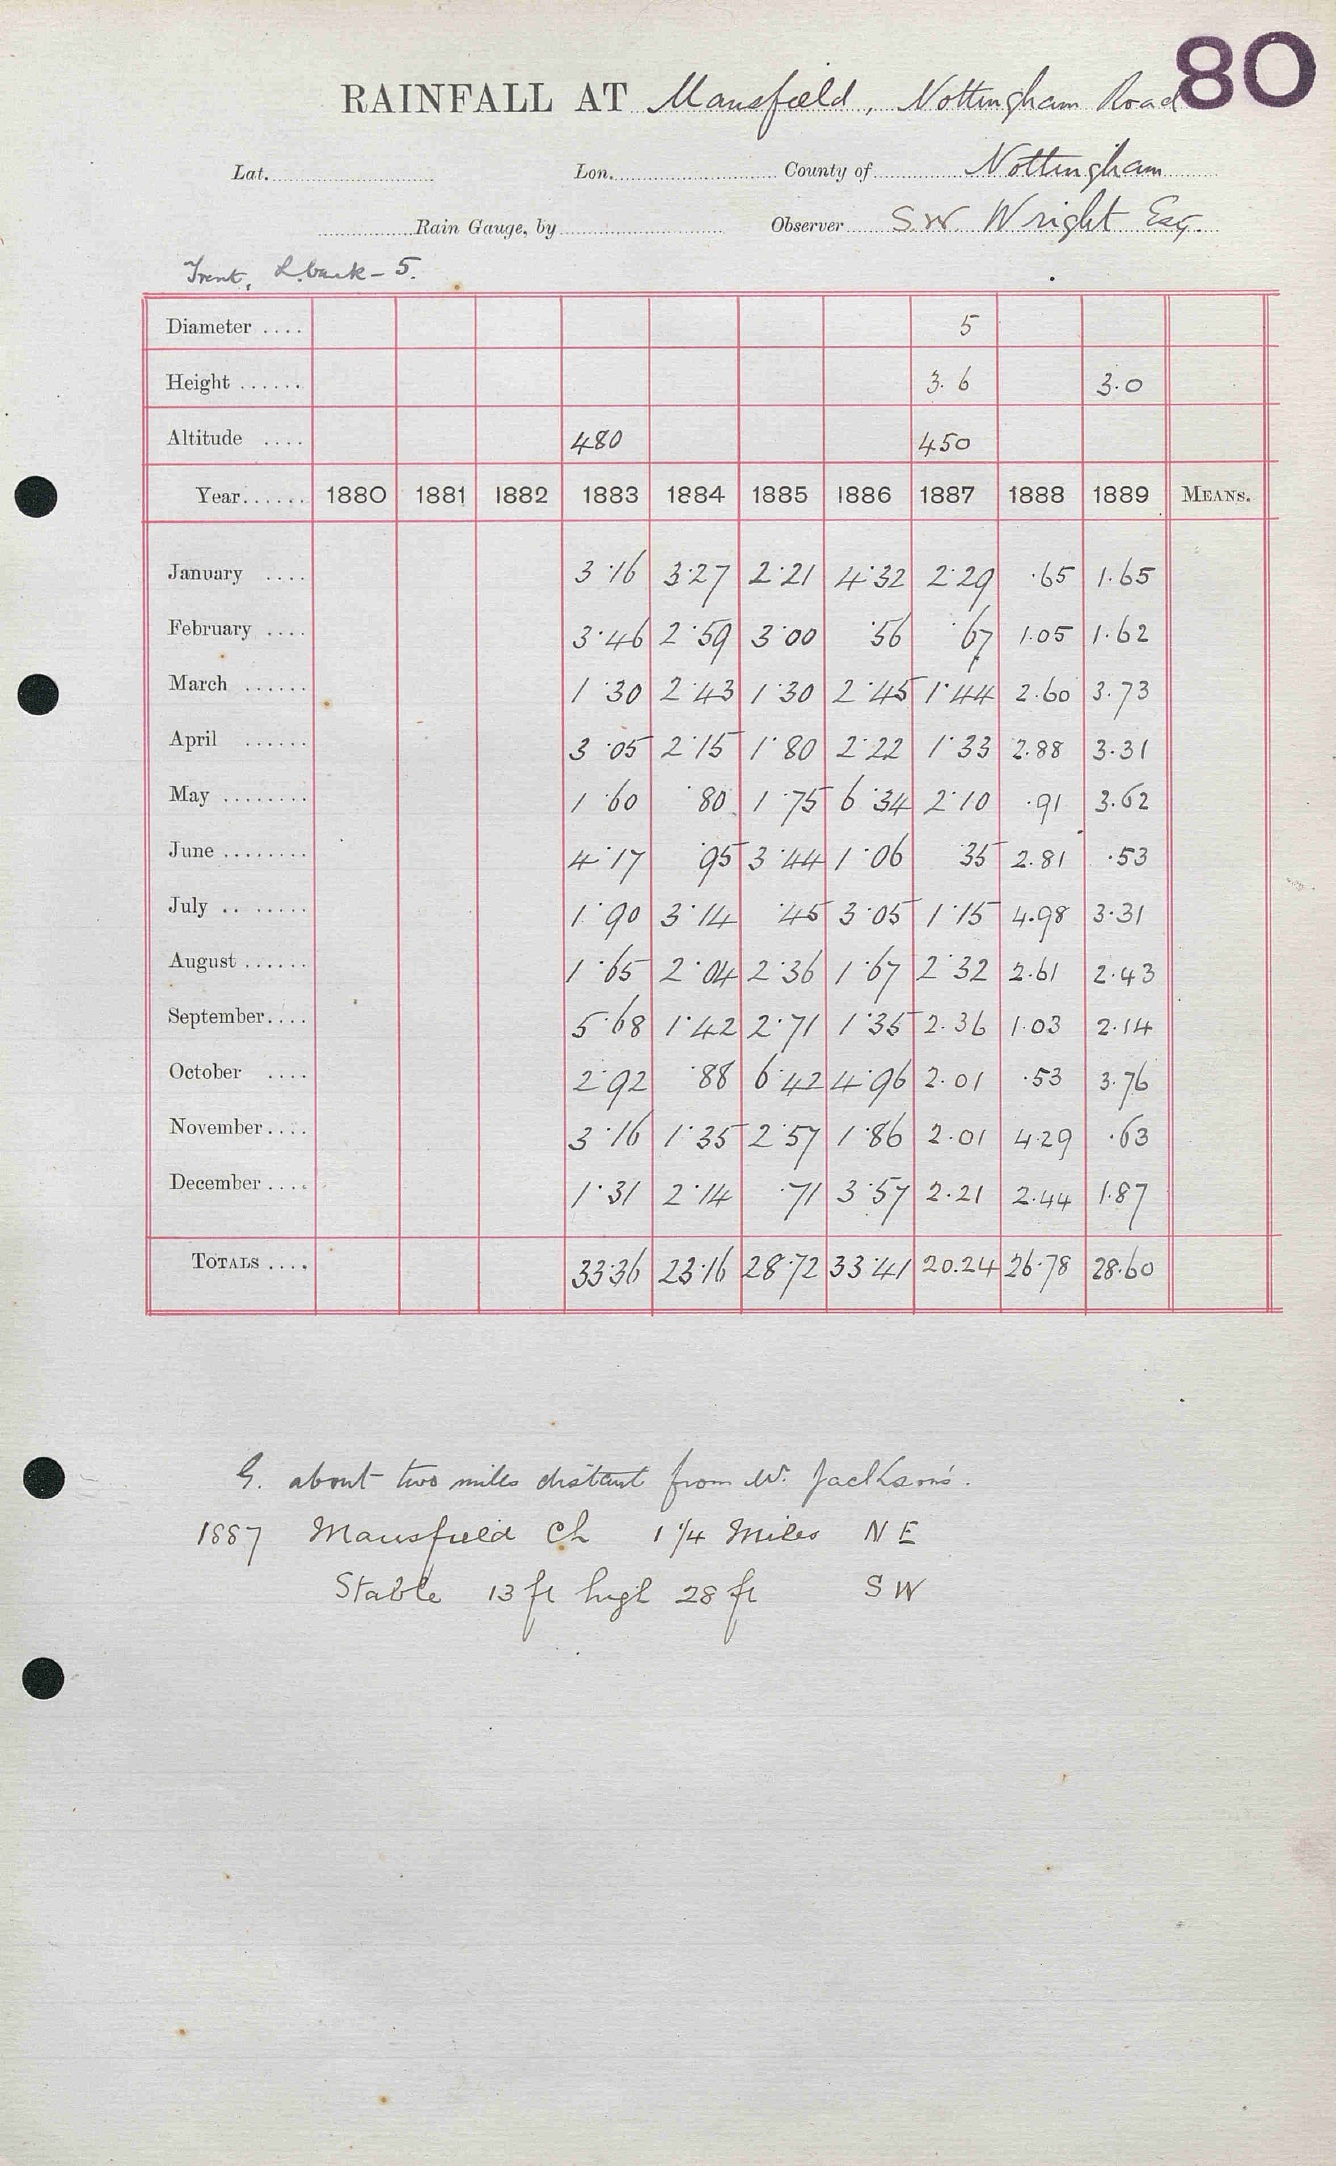 80
RAINFALL AT Mansfield, Nottingham Road
Lat. Lon. County of Nottingham
Rain Gauge, by Observer S.W. Wright Esq.
Trent, L. bank - 5.
Diameter .... 5
Height ...... 3.6 3.0
Altitude .... 480 450
Year...... 1880 1881 1882 1883 1884 1885 1886 1887 1888 1889 MEANS.
January .... 3.16 3.27 2.21 4.32 2.29 .65 1.65
February .... 3.46 2.59 3.00 .56 .67 1.05 1.62
March ...... 1.30 2.43 1.30 2.45 1.44 2.60 3.73
April ...... 3.05 2.15 1.80 2.22 1.33 2.88 3.31
May ........ 1.60 .80 1.75 6.34 2.10 .91 3.62
June ........ 4.17 .95 3.44 1.06 35 2.81 .53
July .. ...... 1.90 3.14 .45 3.05 1.15 4.98 3.31
August ...... 1.65 2.04 2.36 1.67 2.32 2.61 2.43
September.... 5.68 1.42 2.71 1.35 2.36 1.03 2.14
October .... 2.92 .88 6.42 4.96 2.01 .53 3.76
November.... 3.16 1.35 2.57 1.86 2.01 4.29 .63
December .... 1.31 2.14 .71 3.57 2.21 2.44 1.87
TOTALS .... 33.36 23.16 28.72 33.41 20.24 26.78 28.60
G. about two miles distant from Mr. Jackson's.
1887 Mansfield Ch 1 1/4 Miles N E
Stable 13 ft high 28 ft S W